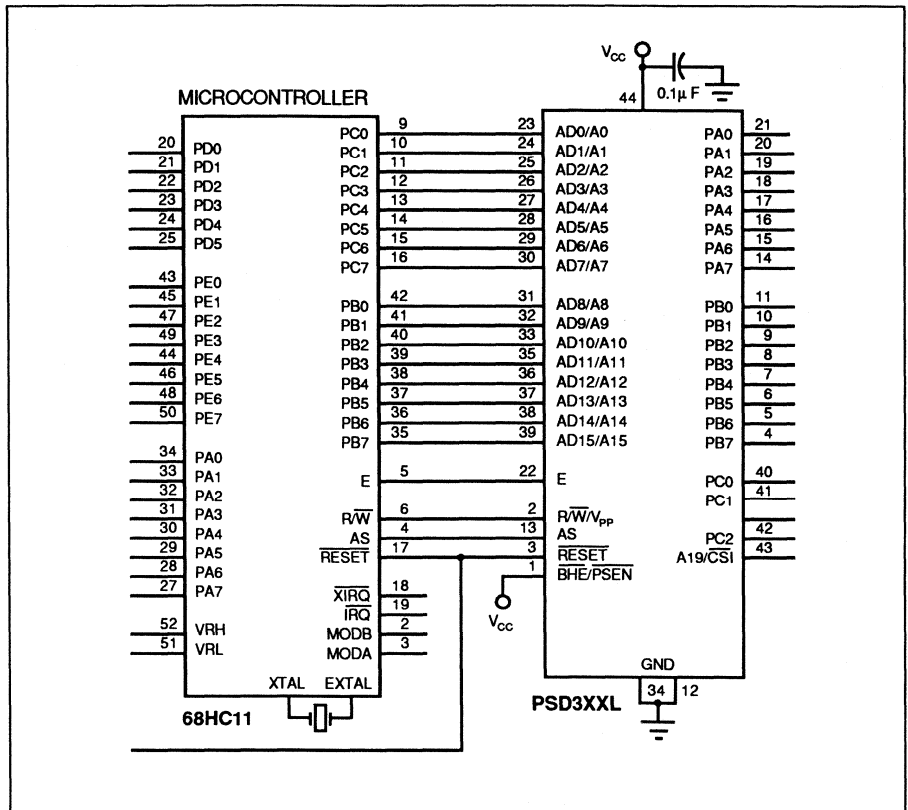 VCC
0.1µ F
44
MICROCONTROLLER
20 PD0
21 PD1
22 PD2
23 PD3
24 PD4
25 PD5
43 PE0
45 PE1
47 PE2
49 PE3
44 PE4
46 PE5
48 PE6
50 PE7
34 PA0
33 PA1
32 PA2
31 PA3
30 PA4
29 PA5
28 PA6
27 PA7
52 VRH
51 VRL
PC0 9
PC1 10
PC2 11
PC3 12
PC4 13
PC5 14
PC6 15
PC7 16
PB0 42
PB1 41
PB2 40
PB3 39
PB4 38
PB5 37
PB6 36
PB7 35
E 5
R/W 6
AS 4
RESET 17
XIRQ 18
IRQ 19
MODB 2
MODA 3
XTAL EXTAL
68HC11
23 AD0/A0
24 AD1/A1
25 AD2/A2
26 AD3/A3
27 AD4/A4
28 AD5/A5
29 AD6/A6
30 AD7/A7
31 AD8/A8
32 AD9/A9
33 AD10/A10
35 AD11/A11
36 AD12/A12
37 AD13/A13
38 AD14/A14
39 AD15/A15
22 E
2 R/W/VPP
13 AS
3 RESET
1 BHE/PSEN
VCC
PA0 21
PA1 20
PA2 19
PA3 18
PA4 17
PA5 16
PA6 15
PA7 14
PB0 11
PB1 10
PB2 9
PB3 8
PB4 7
PB5 6
PB6 5
PB7 4
PC0 40
PC1 41
PC2 42
A19/CSI 43
GND
34 12
PSD3XXL